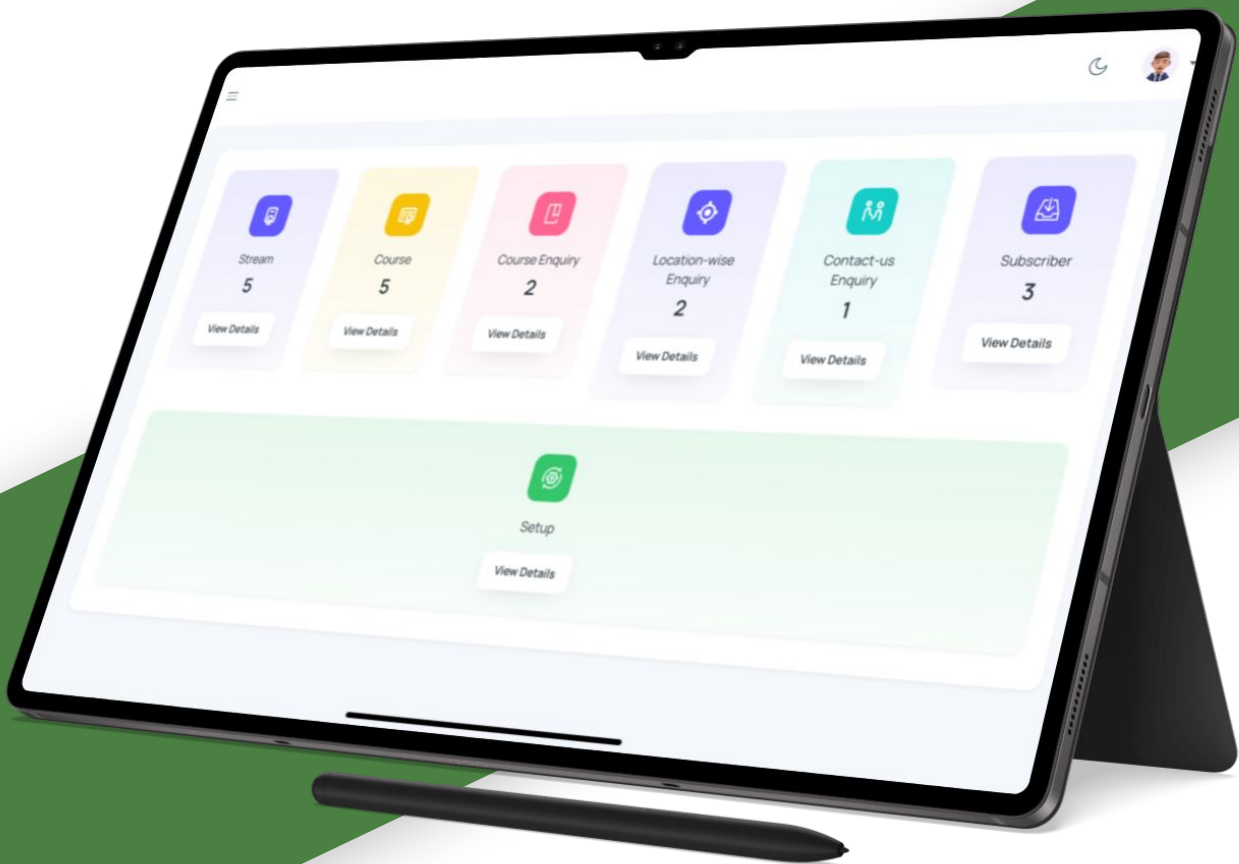 Stream
5
View Details
Course
5
View Details
Course Enquiry
2
View Details
Location-wise
Enquiry
2
View Details
Contact-us
Enquiry
1
View Details
Subscriber
3
View Details
Setup
View Details